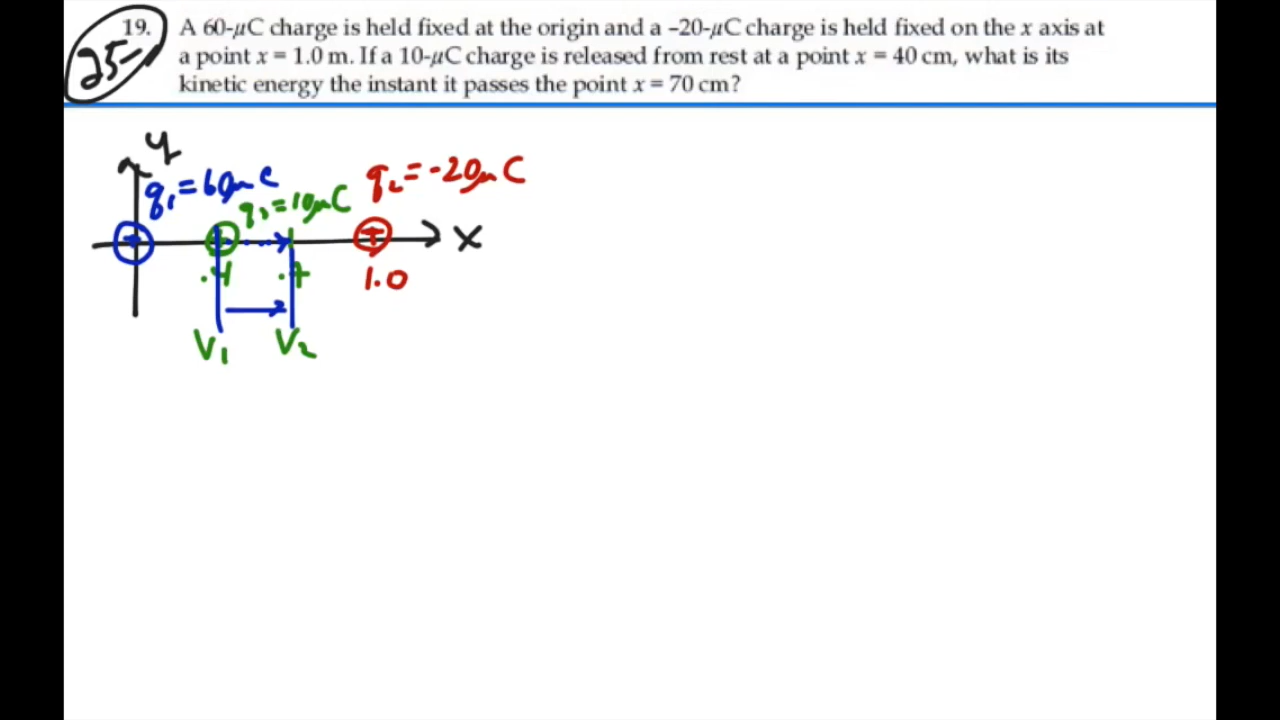 25-
19. A 60-μC charge is held fixed at the origin and a –20-μC charge is held fixed on the x axis at
a point x = 1.0 m. If a 10-μC charge is released from rest at a point x = 40 cm, what is its
kinetic energy the instant it passes the point x = 70 cm?
y
q₁=60μC q₃=10μC q₂=-20μC
x
.4 .7 1.0
V₁ V₂